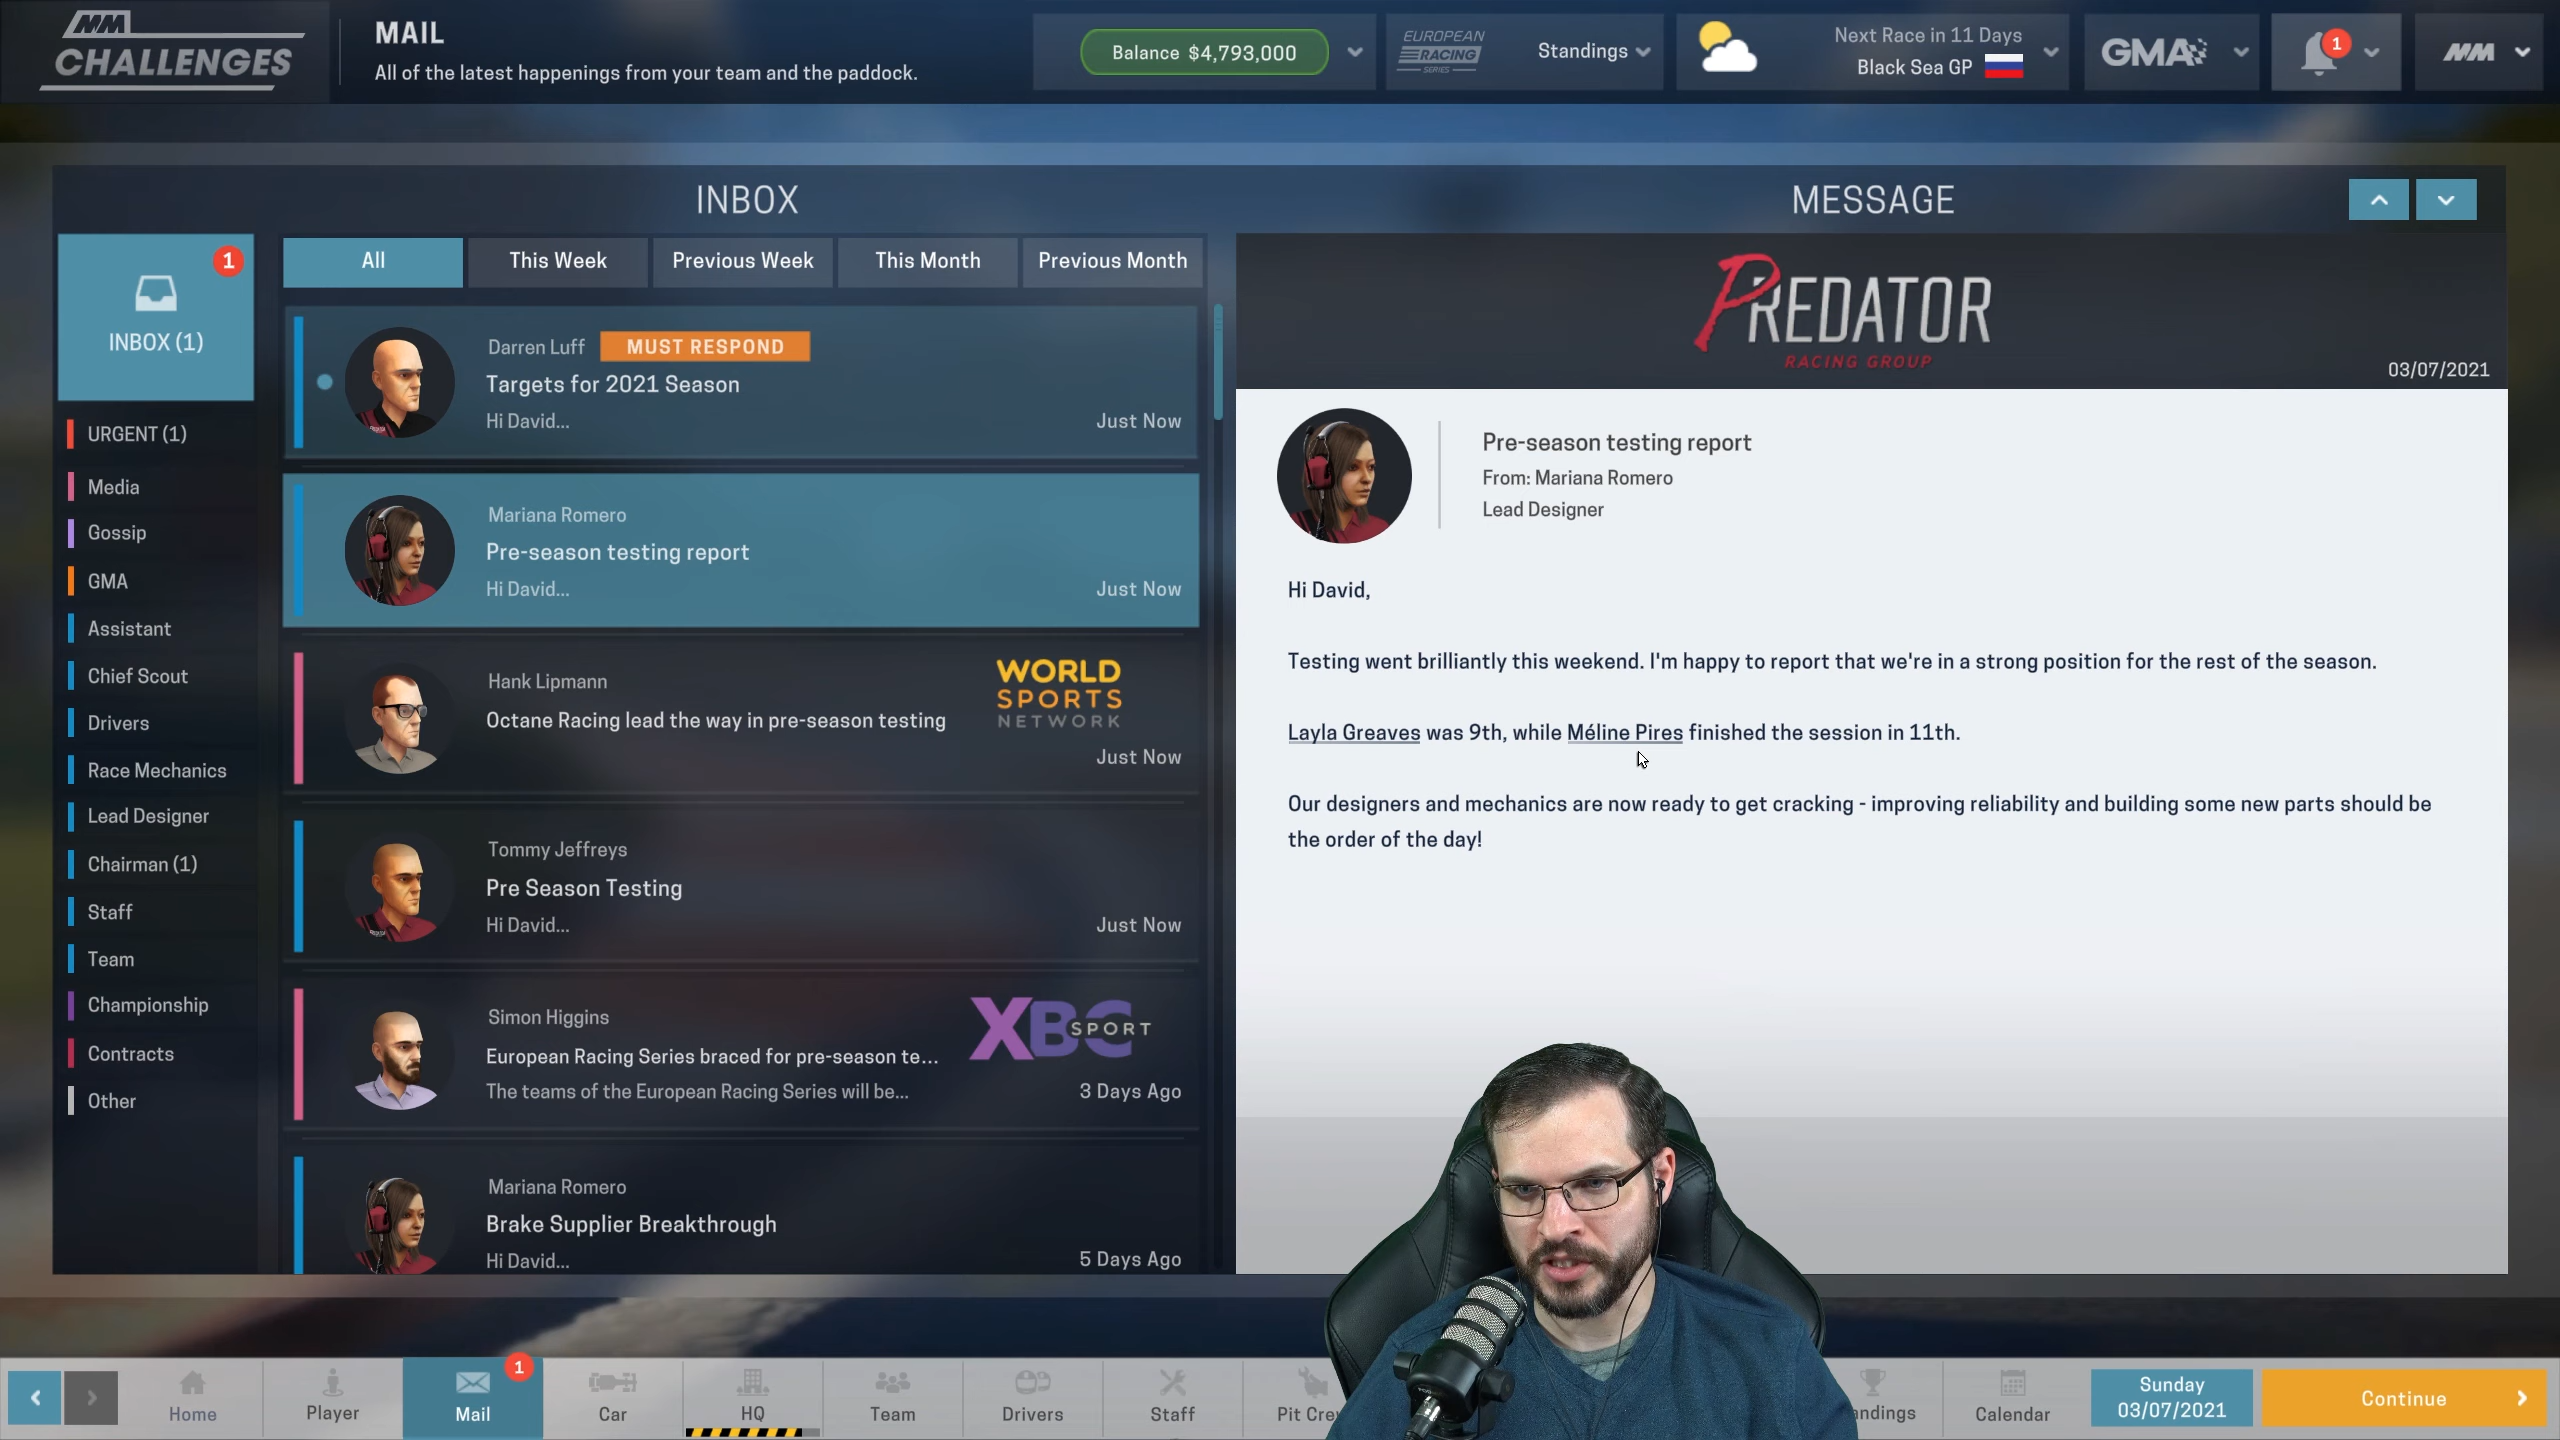 MM
CHALLENGES
MAIL
All of the latest happenings from your team and the paddock.
Balance $4,793,000
EUROPEAN
RACING
SERIES
Standings
Next Race in 11 Days
Black Sea GP
GMA
1
MM
INBOX
MESSAGE
1
INBOX (1)
All
This Week
Previous Week
This Month
Previous Month
URGENT (1)
Media
Gossip
GMA
Assistant
Chief Scout
Drivers
Race Mechanics
Lead Designer
Chairman (1)
Staff
Team
Championship
Contracts
Other
Darren Luff
MUST RESPOND
Targets for 2021 Season
Hi David...
Just Now
Mariana Romero
Pre-season testing report
Hi David...
Just Now
Hank Lipmann
Octane Racing lead the way in pre-season testing
WORLD
SPORTS
NETWORK
Just Now
Tommy Jeffreys
Pre Season Testing
Hi David...
Just Now
Simon Higgins
European Racing Series braced for pre-season te...
The teams of the European Racing Series will be...
XBC
SPORT
3 Days Ago
Mariana Romero
Brake Supplier Breakthrough
Hi David...
5 Days Ago
PREDATOR
RACING GROUP
03/07/2021
Pre-season testing report
From: Mariana Romero
Lead Designer
Hi David,
Testing went brilliantly this weekend. I'm happy to report that we're in a strong position for the rest of the season.
Layla Greaves was 9th, while Méline Pires finished the session in 11th.
Our designers and mechanics are now ready to get cracking - improving reliability and building some new parts should be
the order of the day!
Home
Player
Mail
1
Car
HQ
Team
Drivers
Staff
Pit Cre
andings
Calendar
Sunday
03/07/2021
Continue